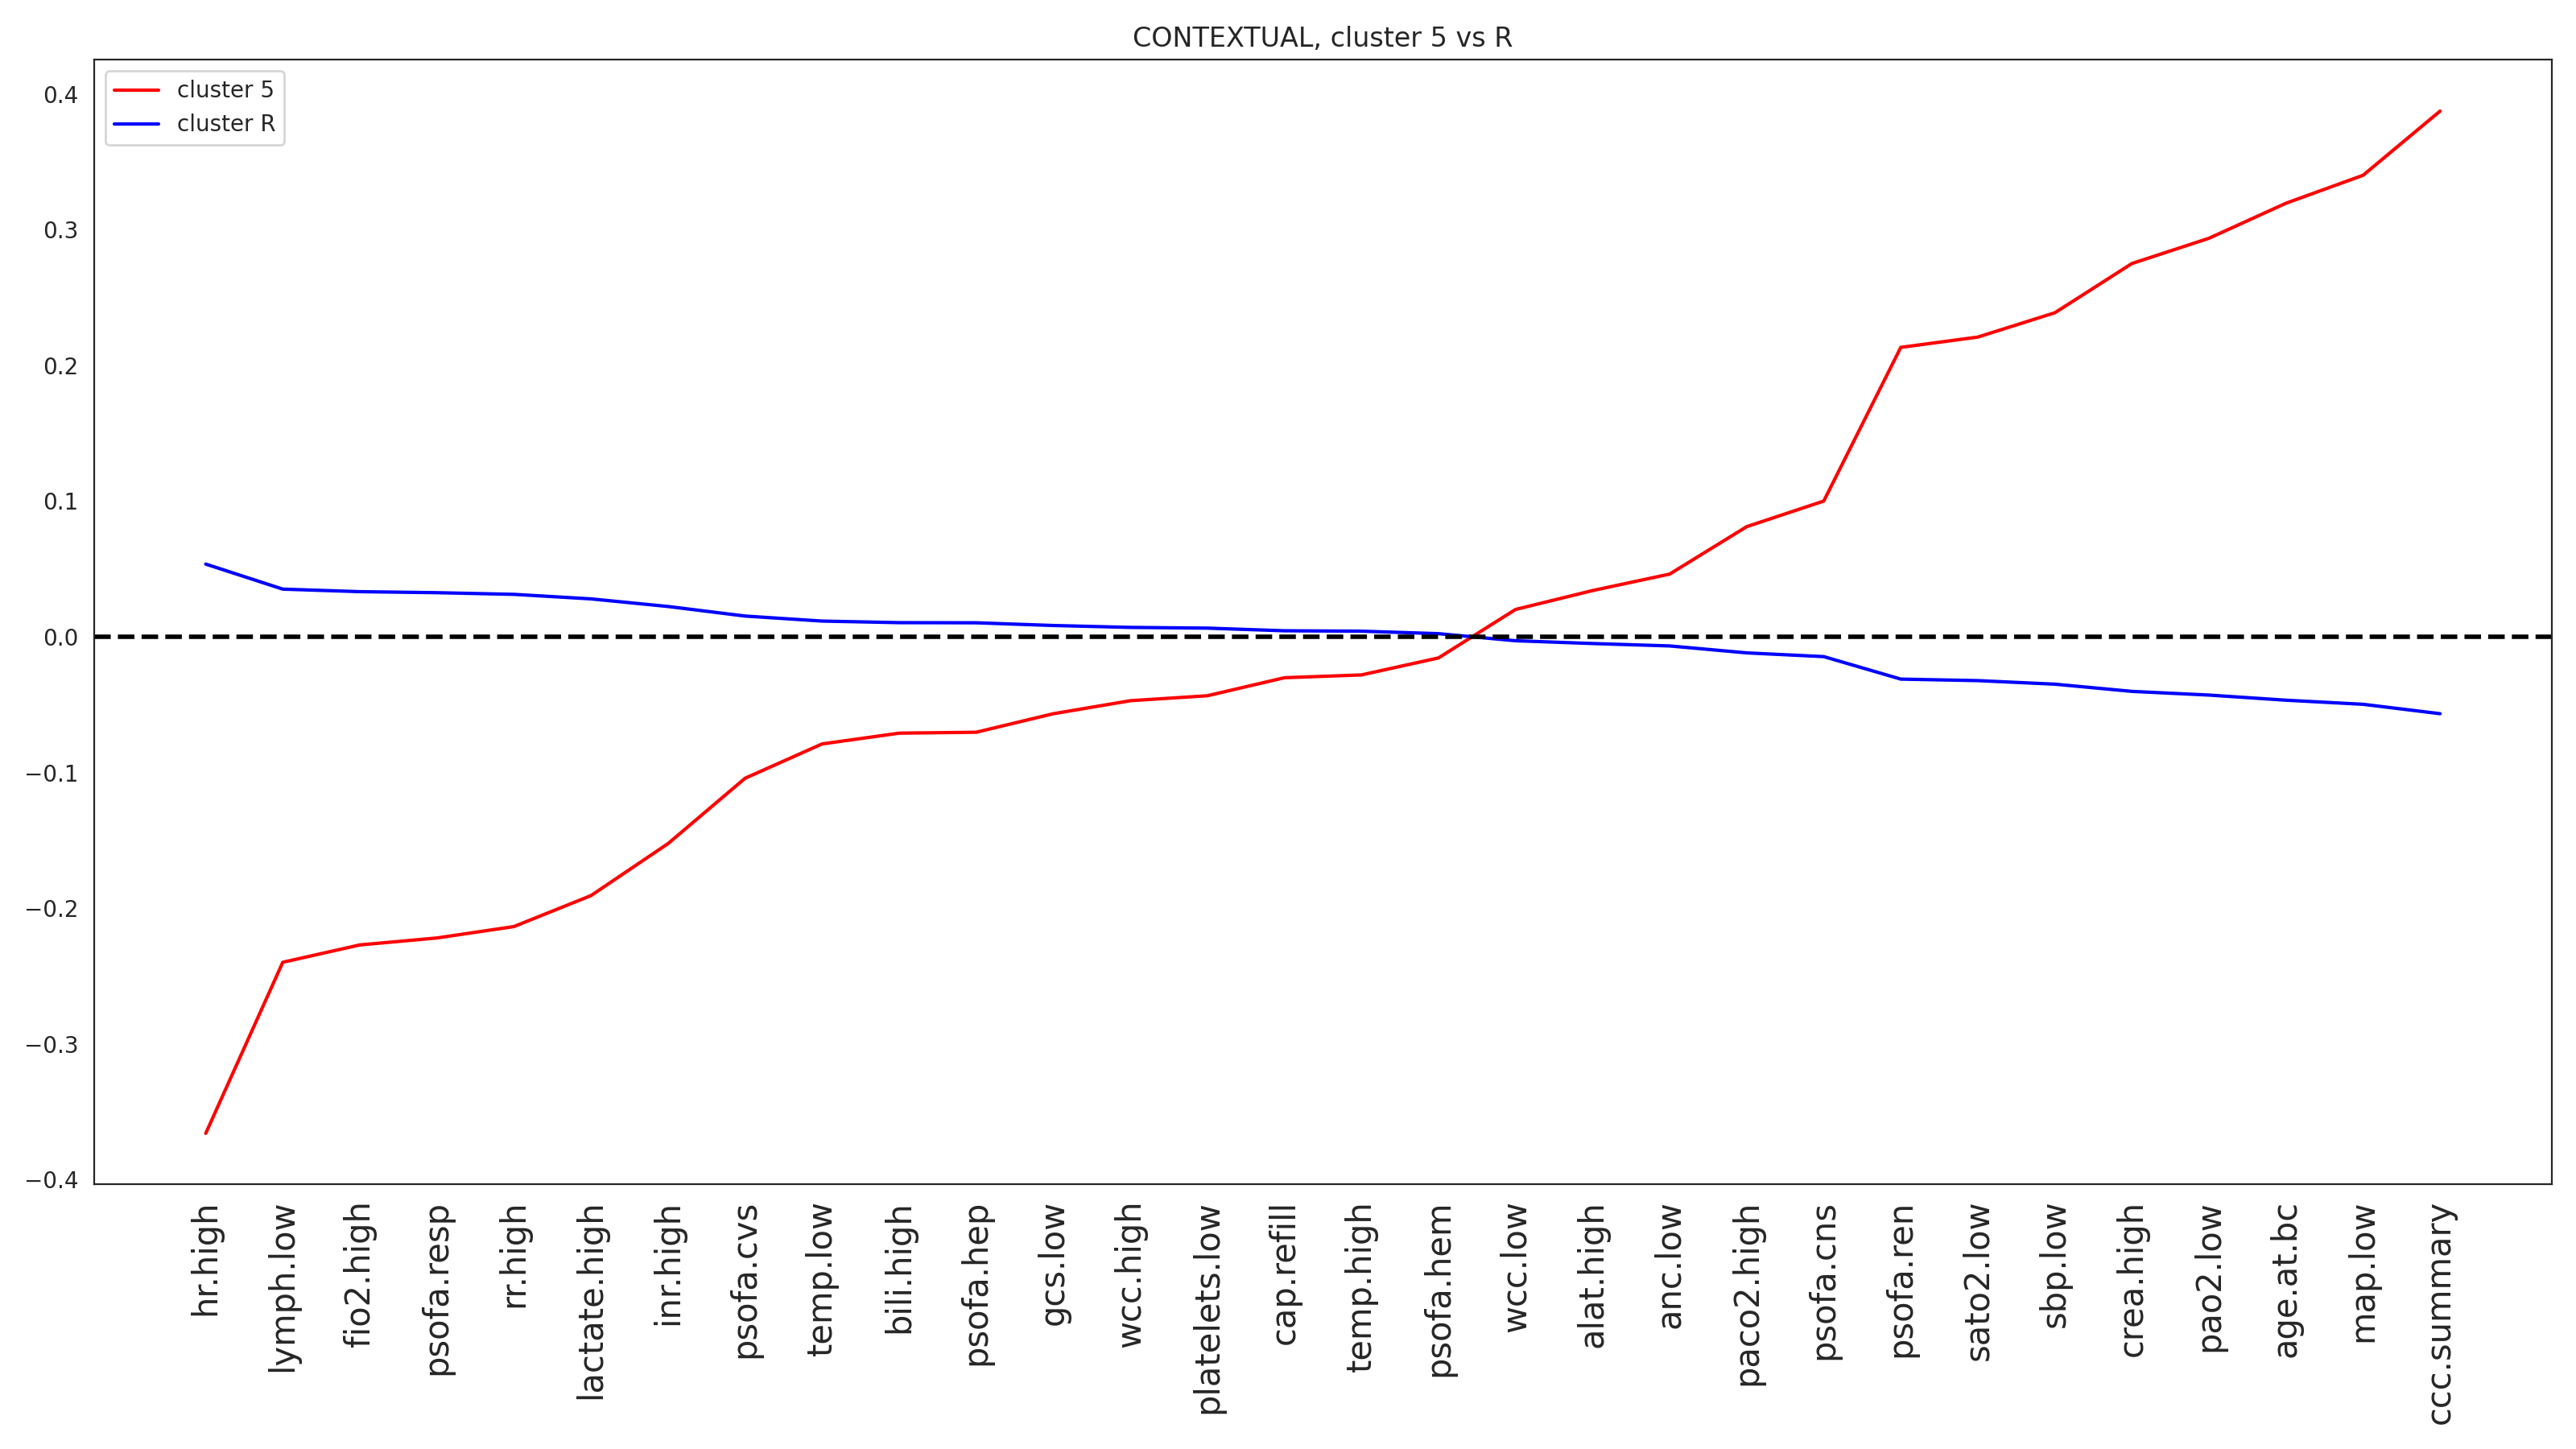 CONTEXTUAL, cluster 5 vs R
cluster 5
cluster R
0.4
0.3
0.2
0.1
0.0
−0.1
−0.2
−0.3
−0.4
hr.high
lymph.low
fio2.high
psofa.resp
rr.high
lactate.high
inr.high
psofa.cvs
temp.low
bili.high
psofa.hep
gcs.low
wcc.high
platelets.low
cap.refill
temp.high
psofa.hem
wcc.low
alat.high
anc.low
paco2.high
psofa.cns
psofa.ren
sato2.low
sbp.low
crea.high
pao2.low
age.at.bc
map.low
ccc.summary